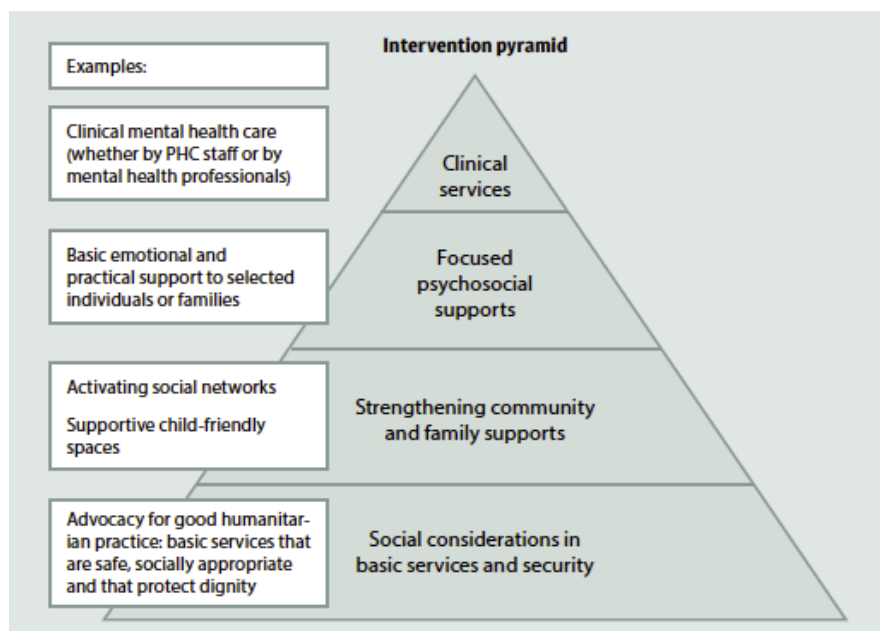 Intervention pyramid
Examples:
Clinical mental health care
(whether by PHC staff or by
mental health professionals)
Clinical
services
Basic emotional and
practical support to selected
individuals or families
Focused
psychosocial
supports
Activating social networks
Supportive child-friendly
spaces
Strengthening community
and family supports
Advocacy for good humanitar-
ian practice: basic services that
are safe, socially appropriate
and that protect dignity
Social considerations in
basic services and security